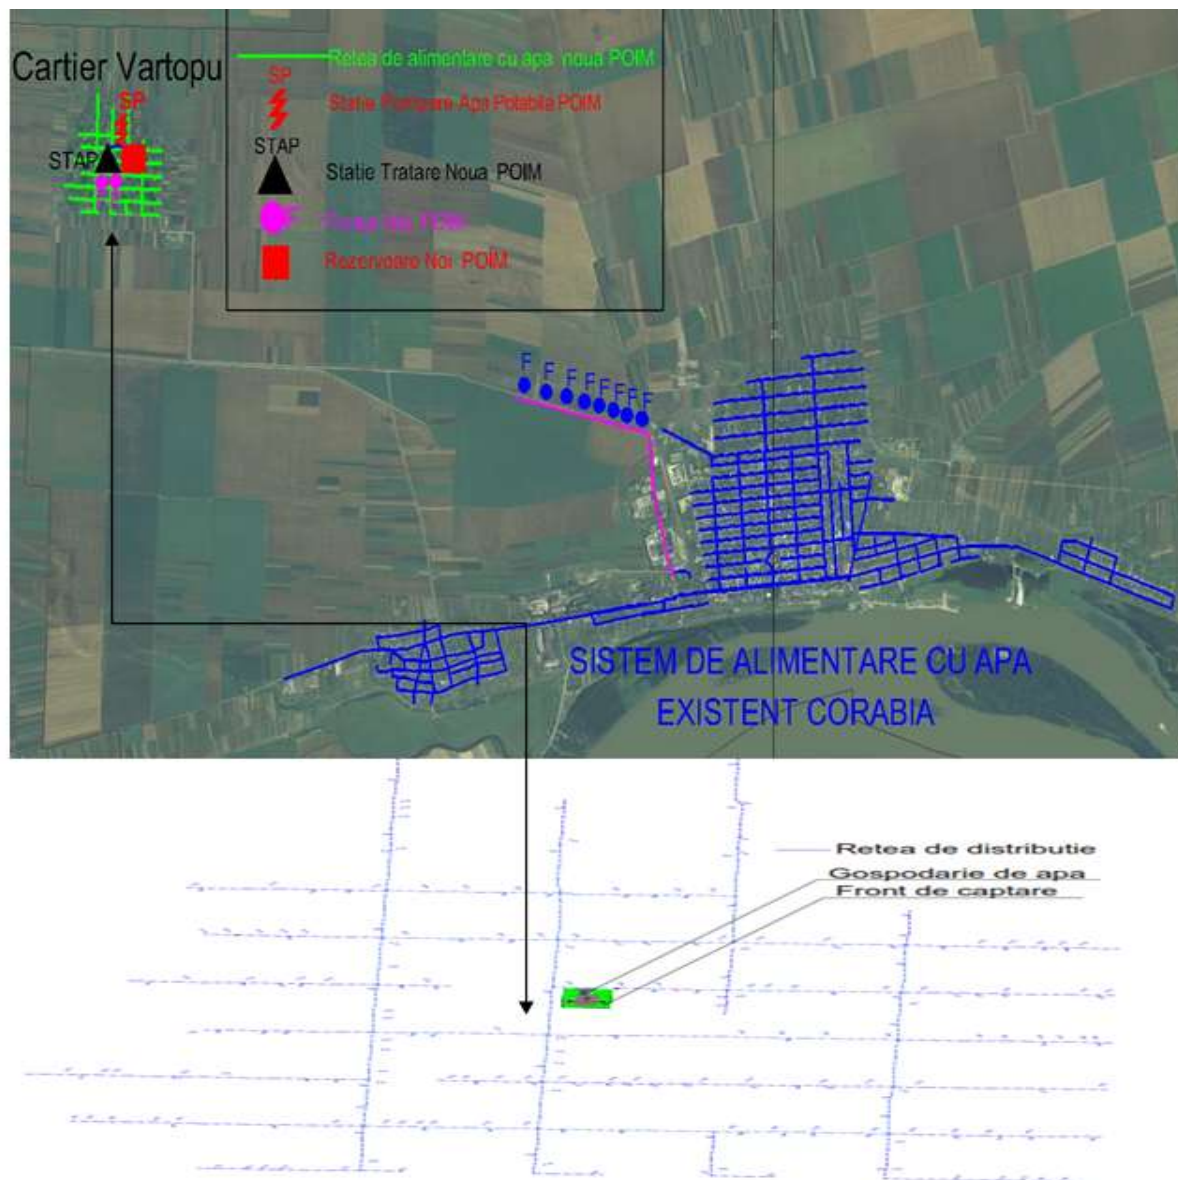 Cartier Vartopu
SP
STAP
Retea de alimentare cu apa noua POIM
SP
Statie Pompare Apa Potabila POIM
STAP
Statie Tratare Noua POIM
F
POIM
Rezervoare Noi POIM
F F F F F F F F
SISTEM DE ALIMENTARE CU APA
EXISTENT CORABIA
Retea de distributie
Gospodarie de apa
Front de captare